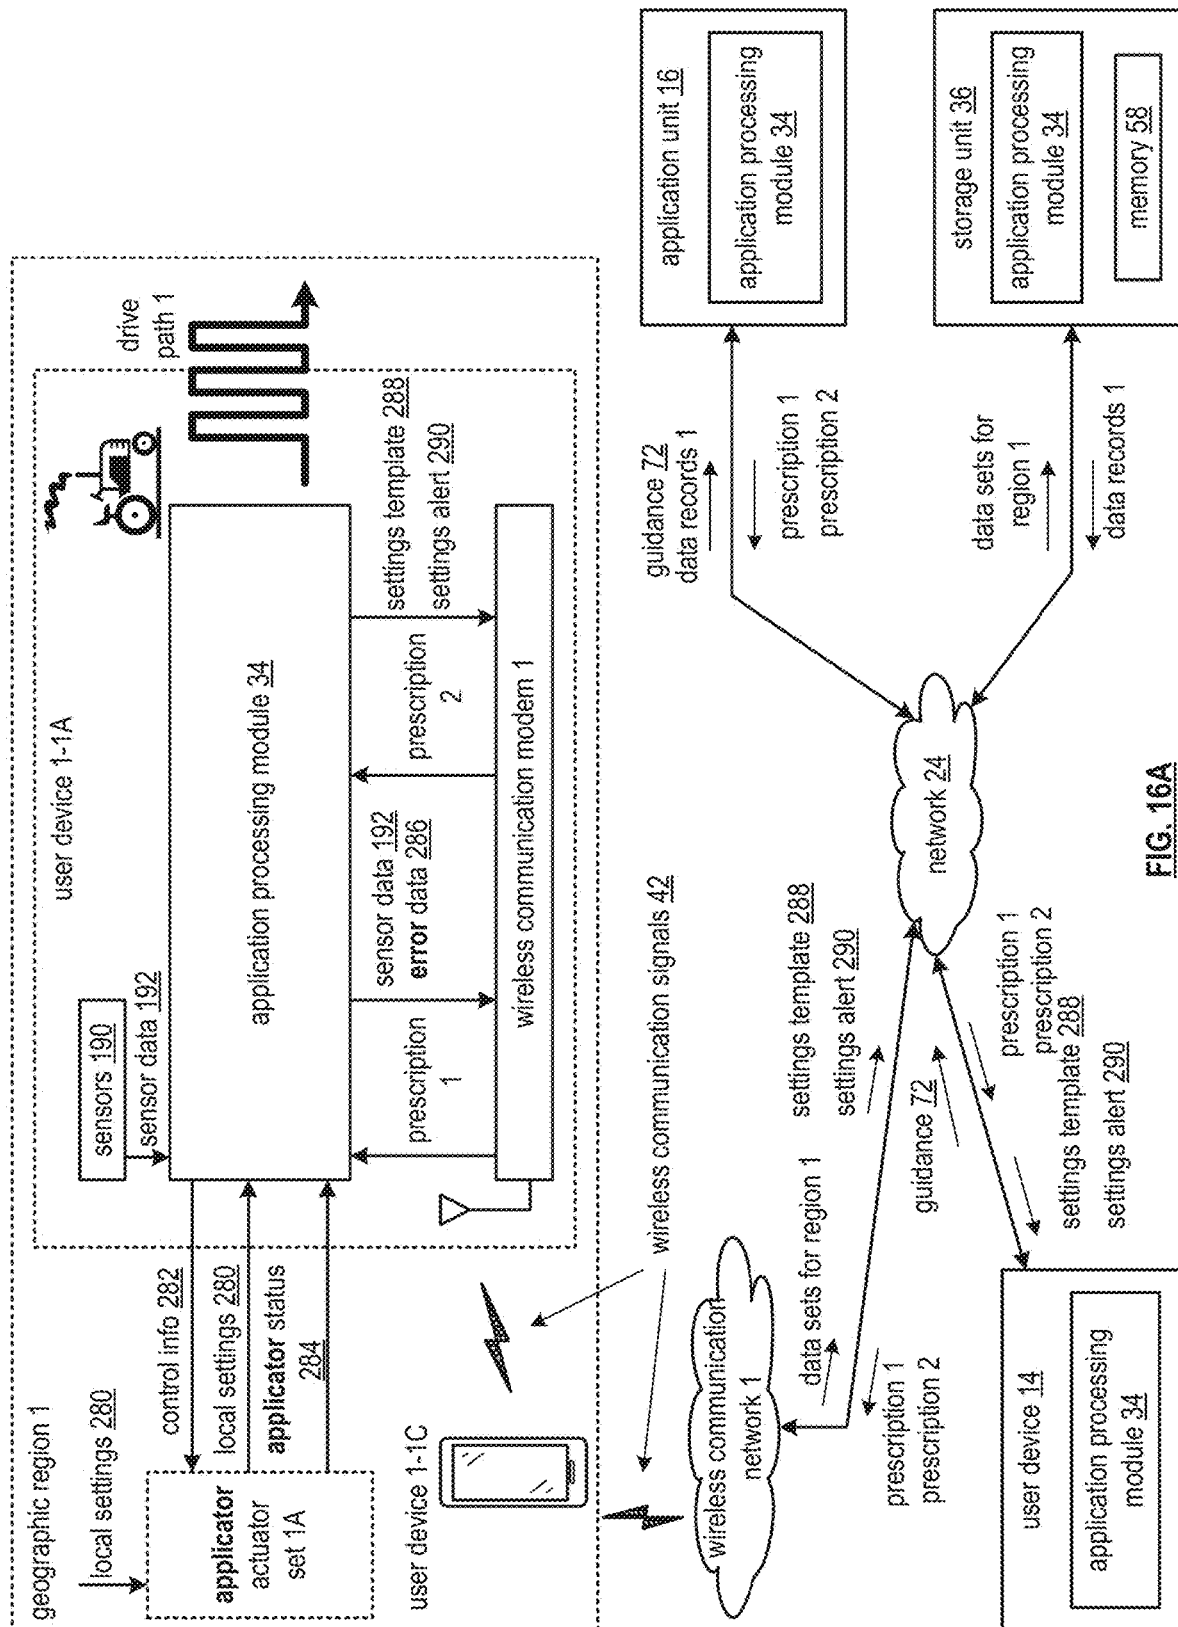 geographic region 1
local settings 280
applicator
actuator
set 1A
control info 282
local settings 280
applicator status
284
user device 1-1A
sensors 190
sensor data 192
application processing module 34
drive
path 1
prescription
1
sensor data 192
error data 286
prescription
2
settings template 288
settings alert 290
wireless communication modem 1
user device 1-1C
wireless communication signals 42
wireless communication
network 1
data sets for region 1
prescription 1
prescription 2
settings template 288
settings alert 290
guidance 72
prescription 1
prescription 2
settings template 288
settings alert 290
network 24
guidance 72
data records 1
prescription 1
prescription 2
data sets for
region 1
data records 1
user device 14
application processing
module 34
application unit 16
application processing
module 34
storage unit 36
application processing
module 34
memory 58
FIG. 16A